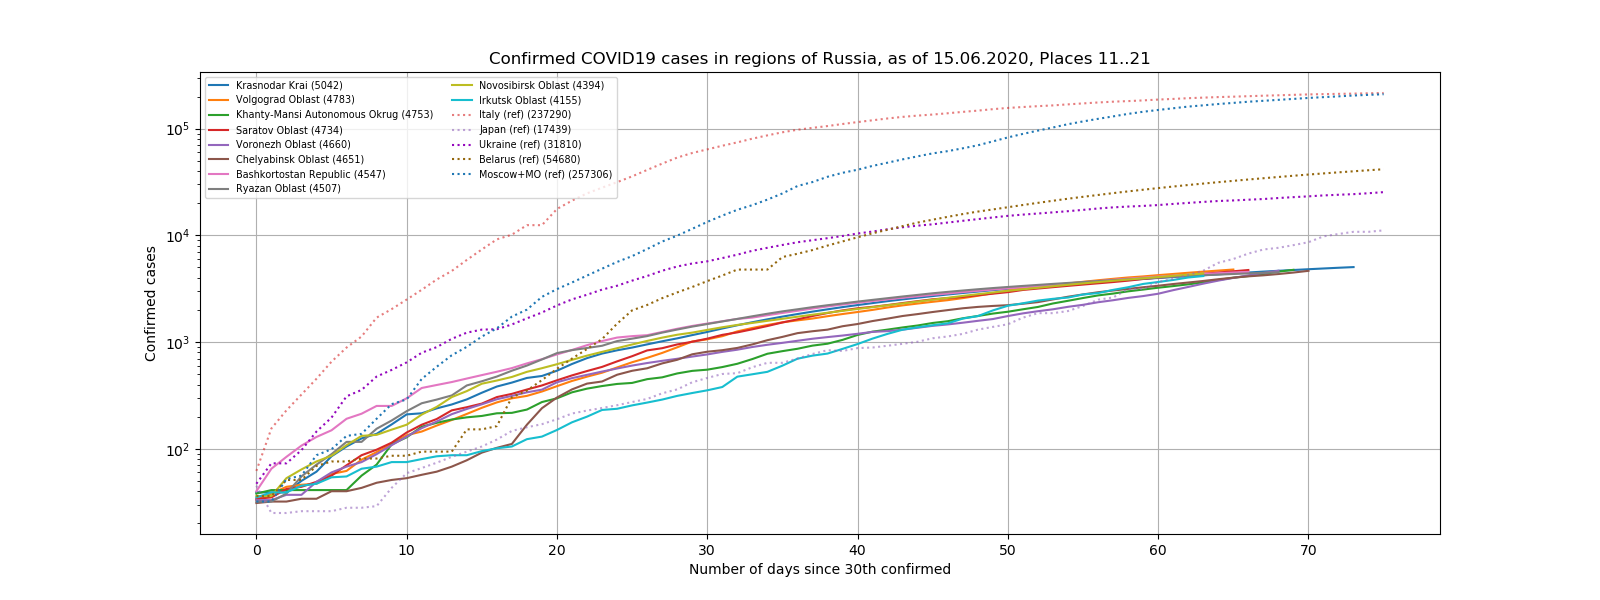 Confirmed COVID19 cases in regions of Russia, as of 15.06.2020, Places 11..21
Krasnodar Krai (5042)
Volgograd Oblast (4783)
Khanty-Mansi Autonomous Okrug (4753)
Saratov Oblast (4734)
Voronezh Oblast (4660)
Chelyabinsk Oblast (4651)
Bashkortostan Republic (4547)
Ryazan Oblast (4507)
Novosibirsk Oblast (4394)
Irkutsk Oblast (4155)
Italy (ref) (237290)
Japan (ref) (17439)
Ukraine (ref) (31810)
Belarus (ref) (54680)
Moscow+MO (ref) (257306)
Confirmed cases
10⁵
10⁴
10³
10²
0 10 20 30 40 50 60 70
Number of days since 30th confirmed